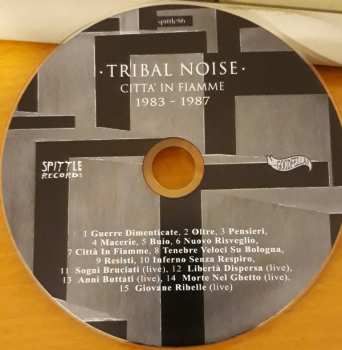 spittle86
·TRIBAL NOISE·
CITTA' IN FIAMME
1983 - 1987
SPITTLE
RECORDS
1 Guerre Dimenticate, 2 Oltre, 3 Pensieri,
4 Macerie, 5 Buio, 6 Nuovo Risveglio,
7 Città In Fiamme, 8 Tenebre Veloci Su Bologna,
9 Resisti, 10 Inferno Senza Respiro,
11 Sogni Bruciati (live), 12 Libertà Dispersa (live),
13 Anni Buttati (live), 14 Morte Nel Ghetto (live),
15 Giovane Ribelle (live)